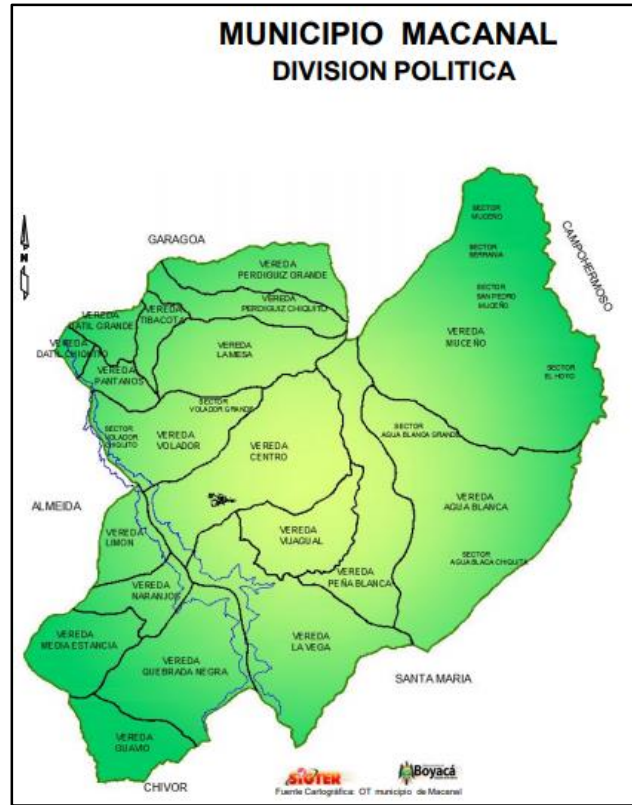 MUNICIPIO MACANAL
DIVISION POLITICA
SECTOR
MUCEÑO
CAMPOHERMOSO
GARAGOA
SECTOR
SERRANIA
N
VEREDA
PERDIGUIZ GRANDE
SECTOR
SAN PEDRO
MUCEÑO
VEREDA
PERDIGUIZ CHIQUITO
VEREDA
DATIL GRANDE
VEREDA
TIBACOTA
VEREDA
MUCEÑO
VEREDA
DATIL CHIQUITO
VEREDA
LA MESA
SECTOR
EL HOYO
VEREDA
PANTANOS
SECTOR
VOLADOR GRANDE
SECTOR
VOLADOR
CHIQUITO
VEREDA
VOLADOR
SECTOR
AGUA BLANCA GRANDE
VEREDA
CENTRO
VEREDA
AGUA BLANCA
ALMEIDA
VEREDA
LIMON
VEREDA
VIJAGUAL
SECTOR
AGUA BLACA CHIQUITA
VEREDA
PEÑA BLANCA
VEREDA
NARANJOS
VEREDA
MEDIA ESTANCIA
VEREDA
LA VEGA
VEREDA
QUEBRADA NEGRA
SANTA MARIA
VEREDA
GUAVIO
CHIVOR
SIGTER
Boyacá
Fuente Cartográfica: OT municipio de Macanal